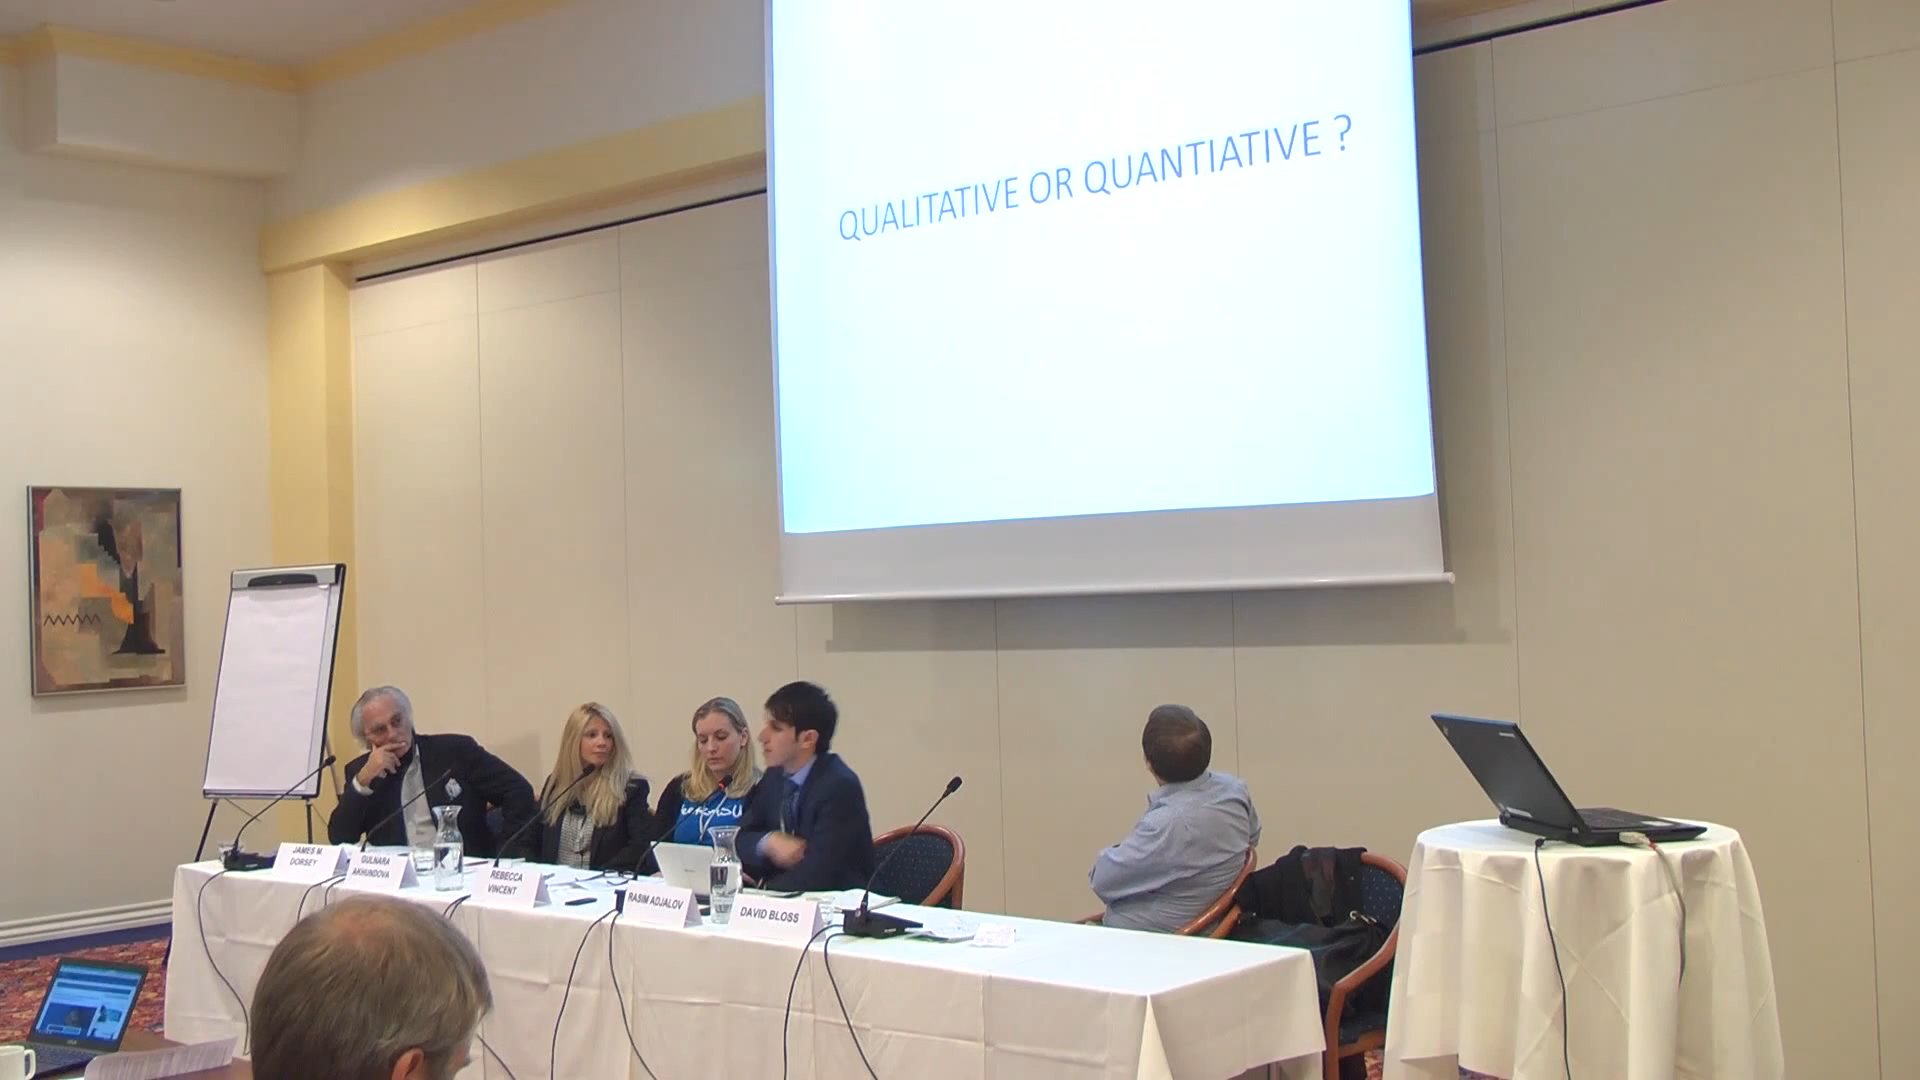 QUALITATIVE OR QUANTIATIVE ?
JAMES M.
DORSEY
GULNARA
AKHUNDOVA
REBECCA
VINCENT
RASIM ADJALOV
DAVID BLOSS